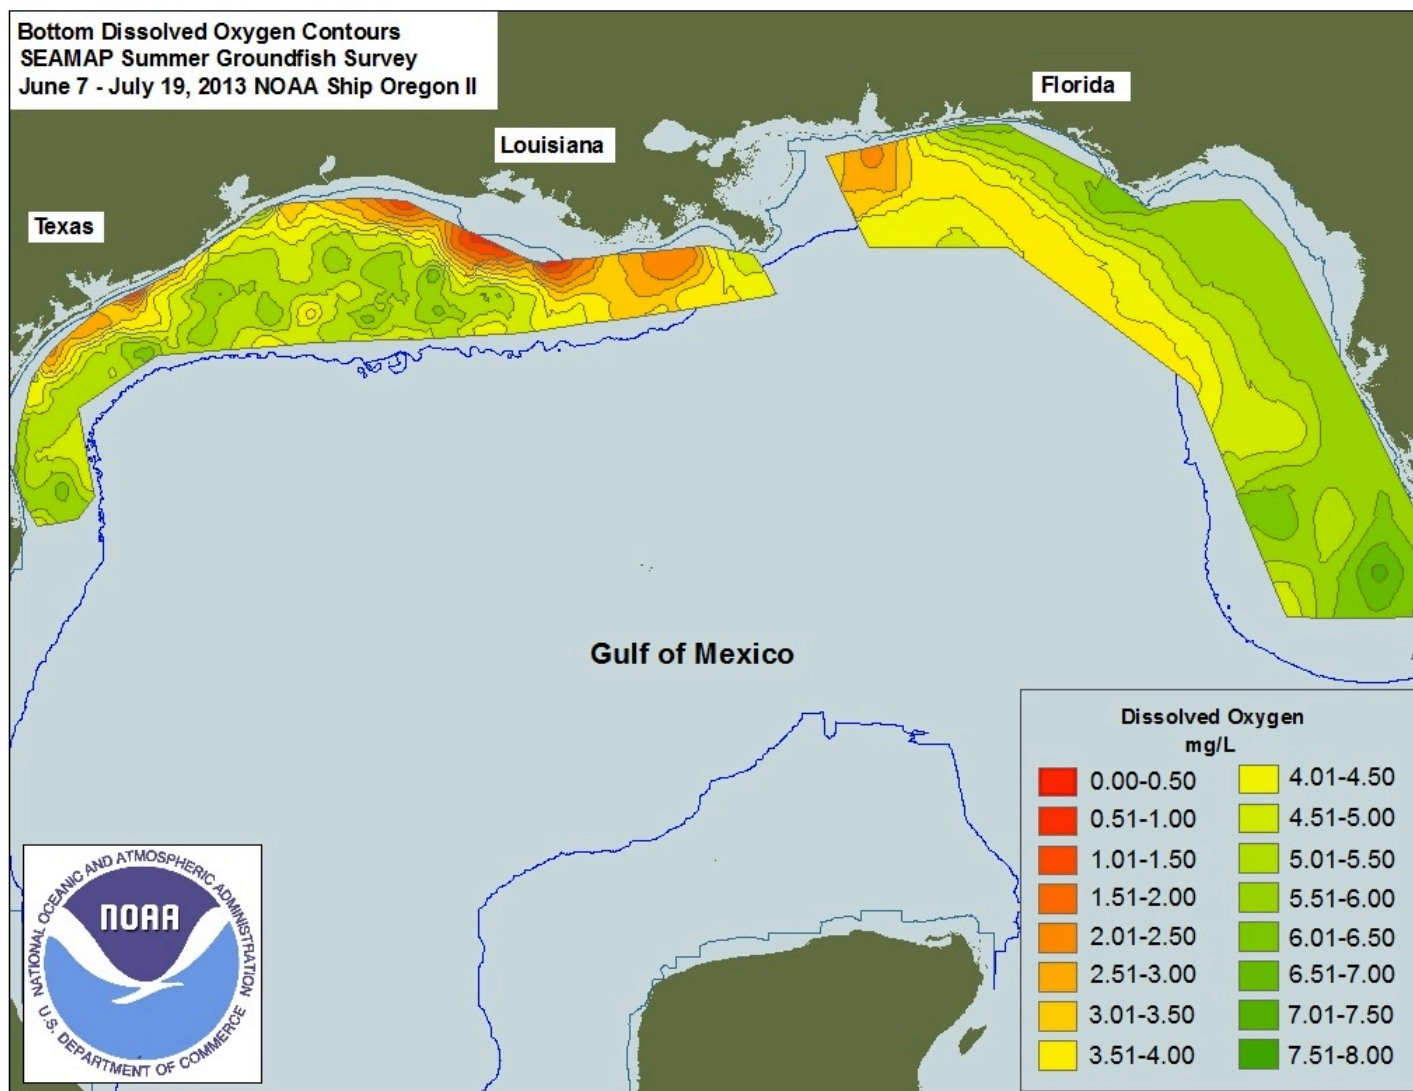 Bottom Dissolved Oxygen Contours
SEAMAP Summer Groundfish Survey
June 7 - July 19, 2013 NOAA Ship Oregon II
Florida
Louisiana
Texas
Gulf of Mexico
Dissolved Oxygen
mg/L
0.00-0.50
0.51-1.00
1.01-1.50
1.51-2.00
2.01-2.50
2.51-3.00
3.01-3.50
3.51-4.00
4.01-4.50
4.51-5.00
5.01-5.50
5.51-6.00
6.01-6.50
6.51-7.00
7.01-7.50
7.51-8.00
NATIONAL OCEANIC AND ATMOSPHERIC ADMINISTRATION
NOAA
U.S. DEPARTMENT OF COMMERCE